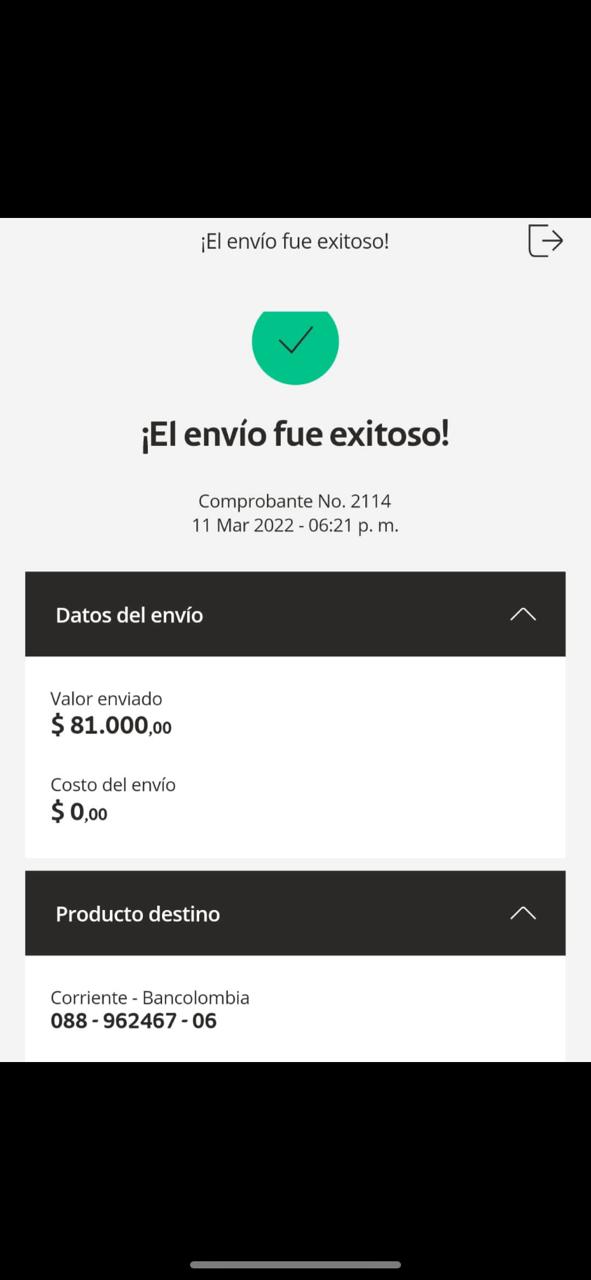 ¡El envío fue exitoso!
¡El envío fue exitoso!
Comprobante No. 2114
11 Mar 2022 - 06:21 p. m.
Datos del envío
Valor enviado
$ 81.000,00
Costo del envío
$ 0,00
Producto destino
Corriente - Bancolombia
088 - 962467 - 06